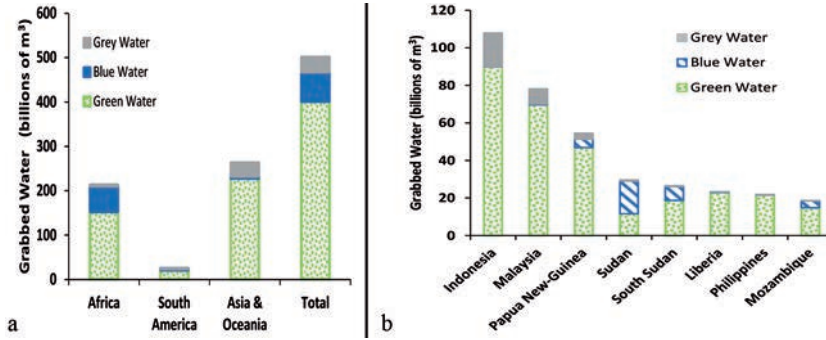 Grabbed Water (billions of m³)
600
500
400
300
200
100
0
Grey Water
Blue Water
Green Water
Africa
South America
Asia & Oceania
Total
a
Grabbed Water (billions of m³)
120
100
80
60
40
20
0
Grey Water
Blue Water
Green Water
Indonesia
Malaysia
Papua New-Guinea
Sudan
South Sudan
Liberia
Philippines
Mozambique
b